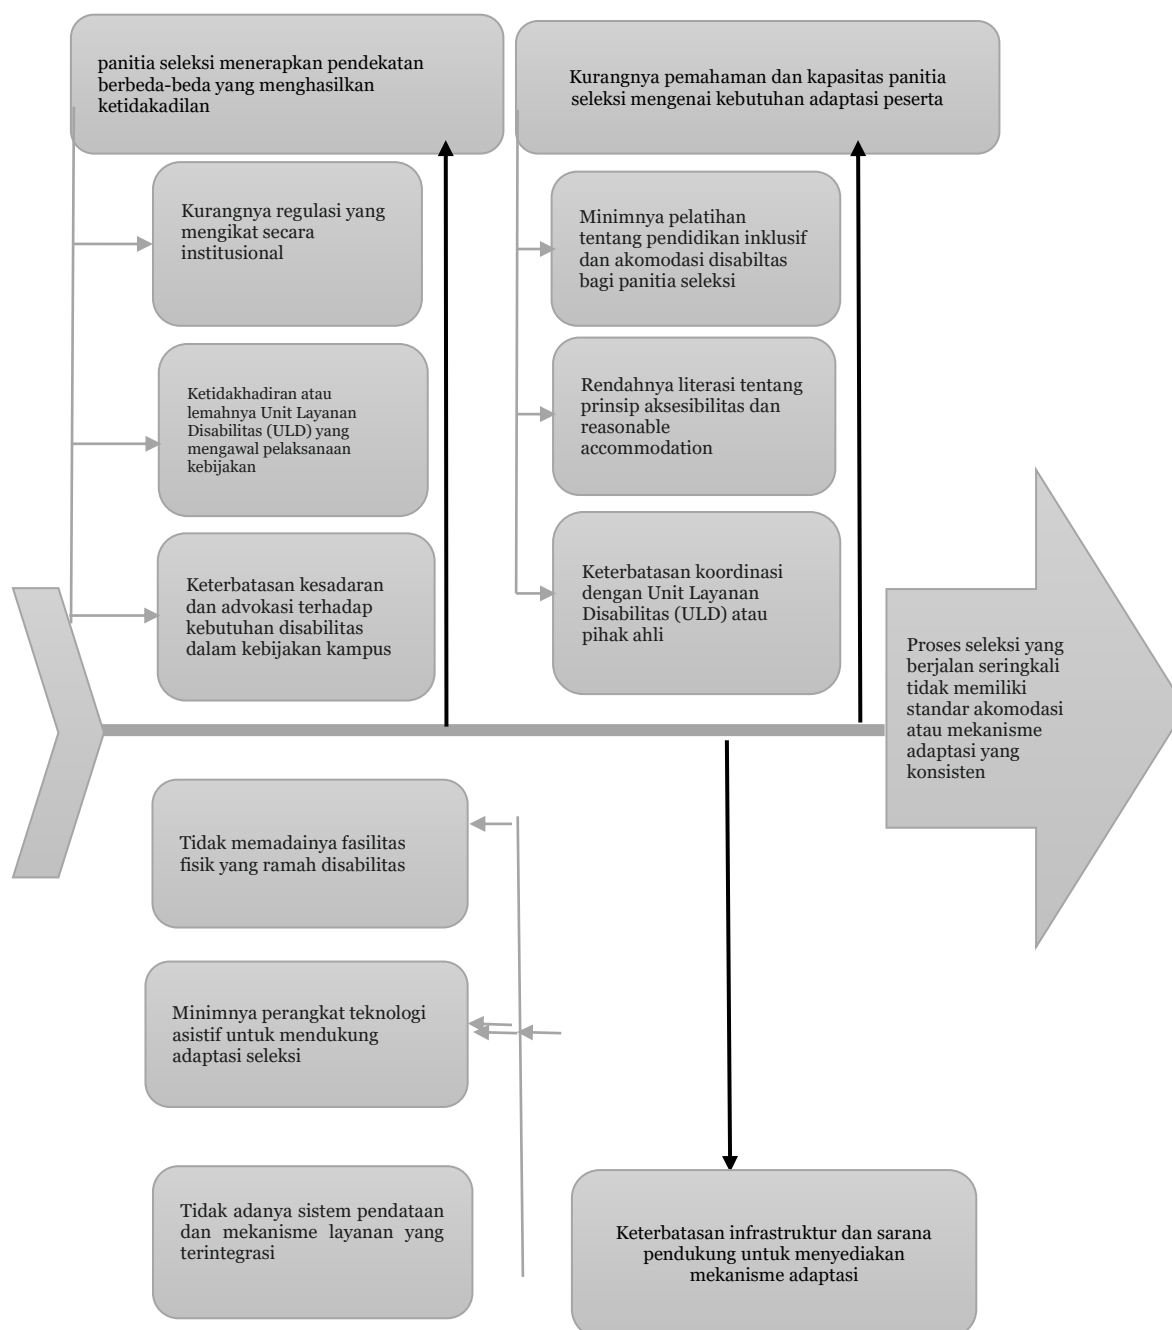 panitia seleksi menerapkan pendekatan
berbeda-beda yang menghasilkan
ketidakadilan
Kurangnya pemahaman dan kapasitas panitia
seleksi mengenai kebutuhan adaptasi peserta
Kurangnya regulasi yang
mengikat secara
institusional
Ketidakhadiran atau
lemahnya Unit Layanan
Disabilitas (ULD) yang
mengawal pelaksanaan
kebijakan
Keterbatasan kesadaran
dan advokasi terhadap
kebutuhan disabilitas
dalam kebijakan kampus
Minimnya pelatihan
tentang pendidikan inklusif
dan akomodasi disabiltas
bagi panitia seleksi
Rendahnya literasi tentang
prinsip aksesibilitas dan
reasonable
accommodation
Keterbatasan koordinasi
dengan Unit Layanan
Disabilitas (ULD) atau
pihak ahli
Proses seleksi yang
berjalan seringkali
tidak memiliki
standar akomodasi
atau mekanisme
adaptasi yang
konsisten
Tidak memadainya fasilitas
fisik yang ramah disabilitas
Minimnya perangkat teknologi
asistif untuk mendukung
adaptasi seleksi
Tidak adanya sistem pendataan
dan mekanisme layanan yang
terintegrasi
Keterbatasan infrastruktur dan sarana
pendukung untuk menyediakan
mekanisme adaptasi